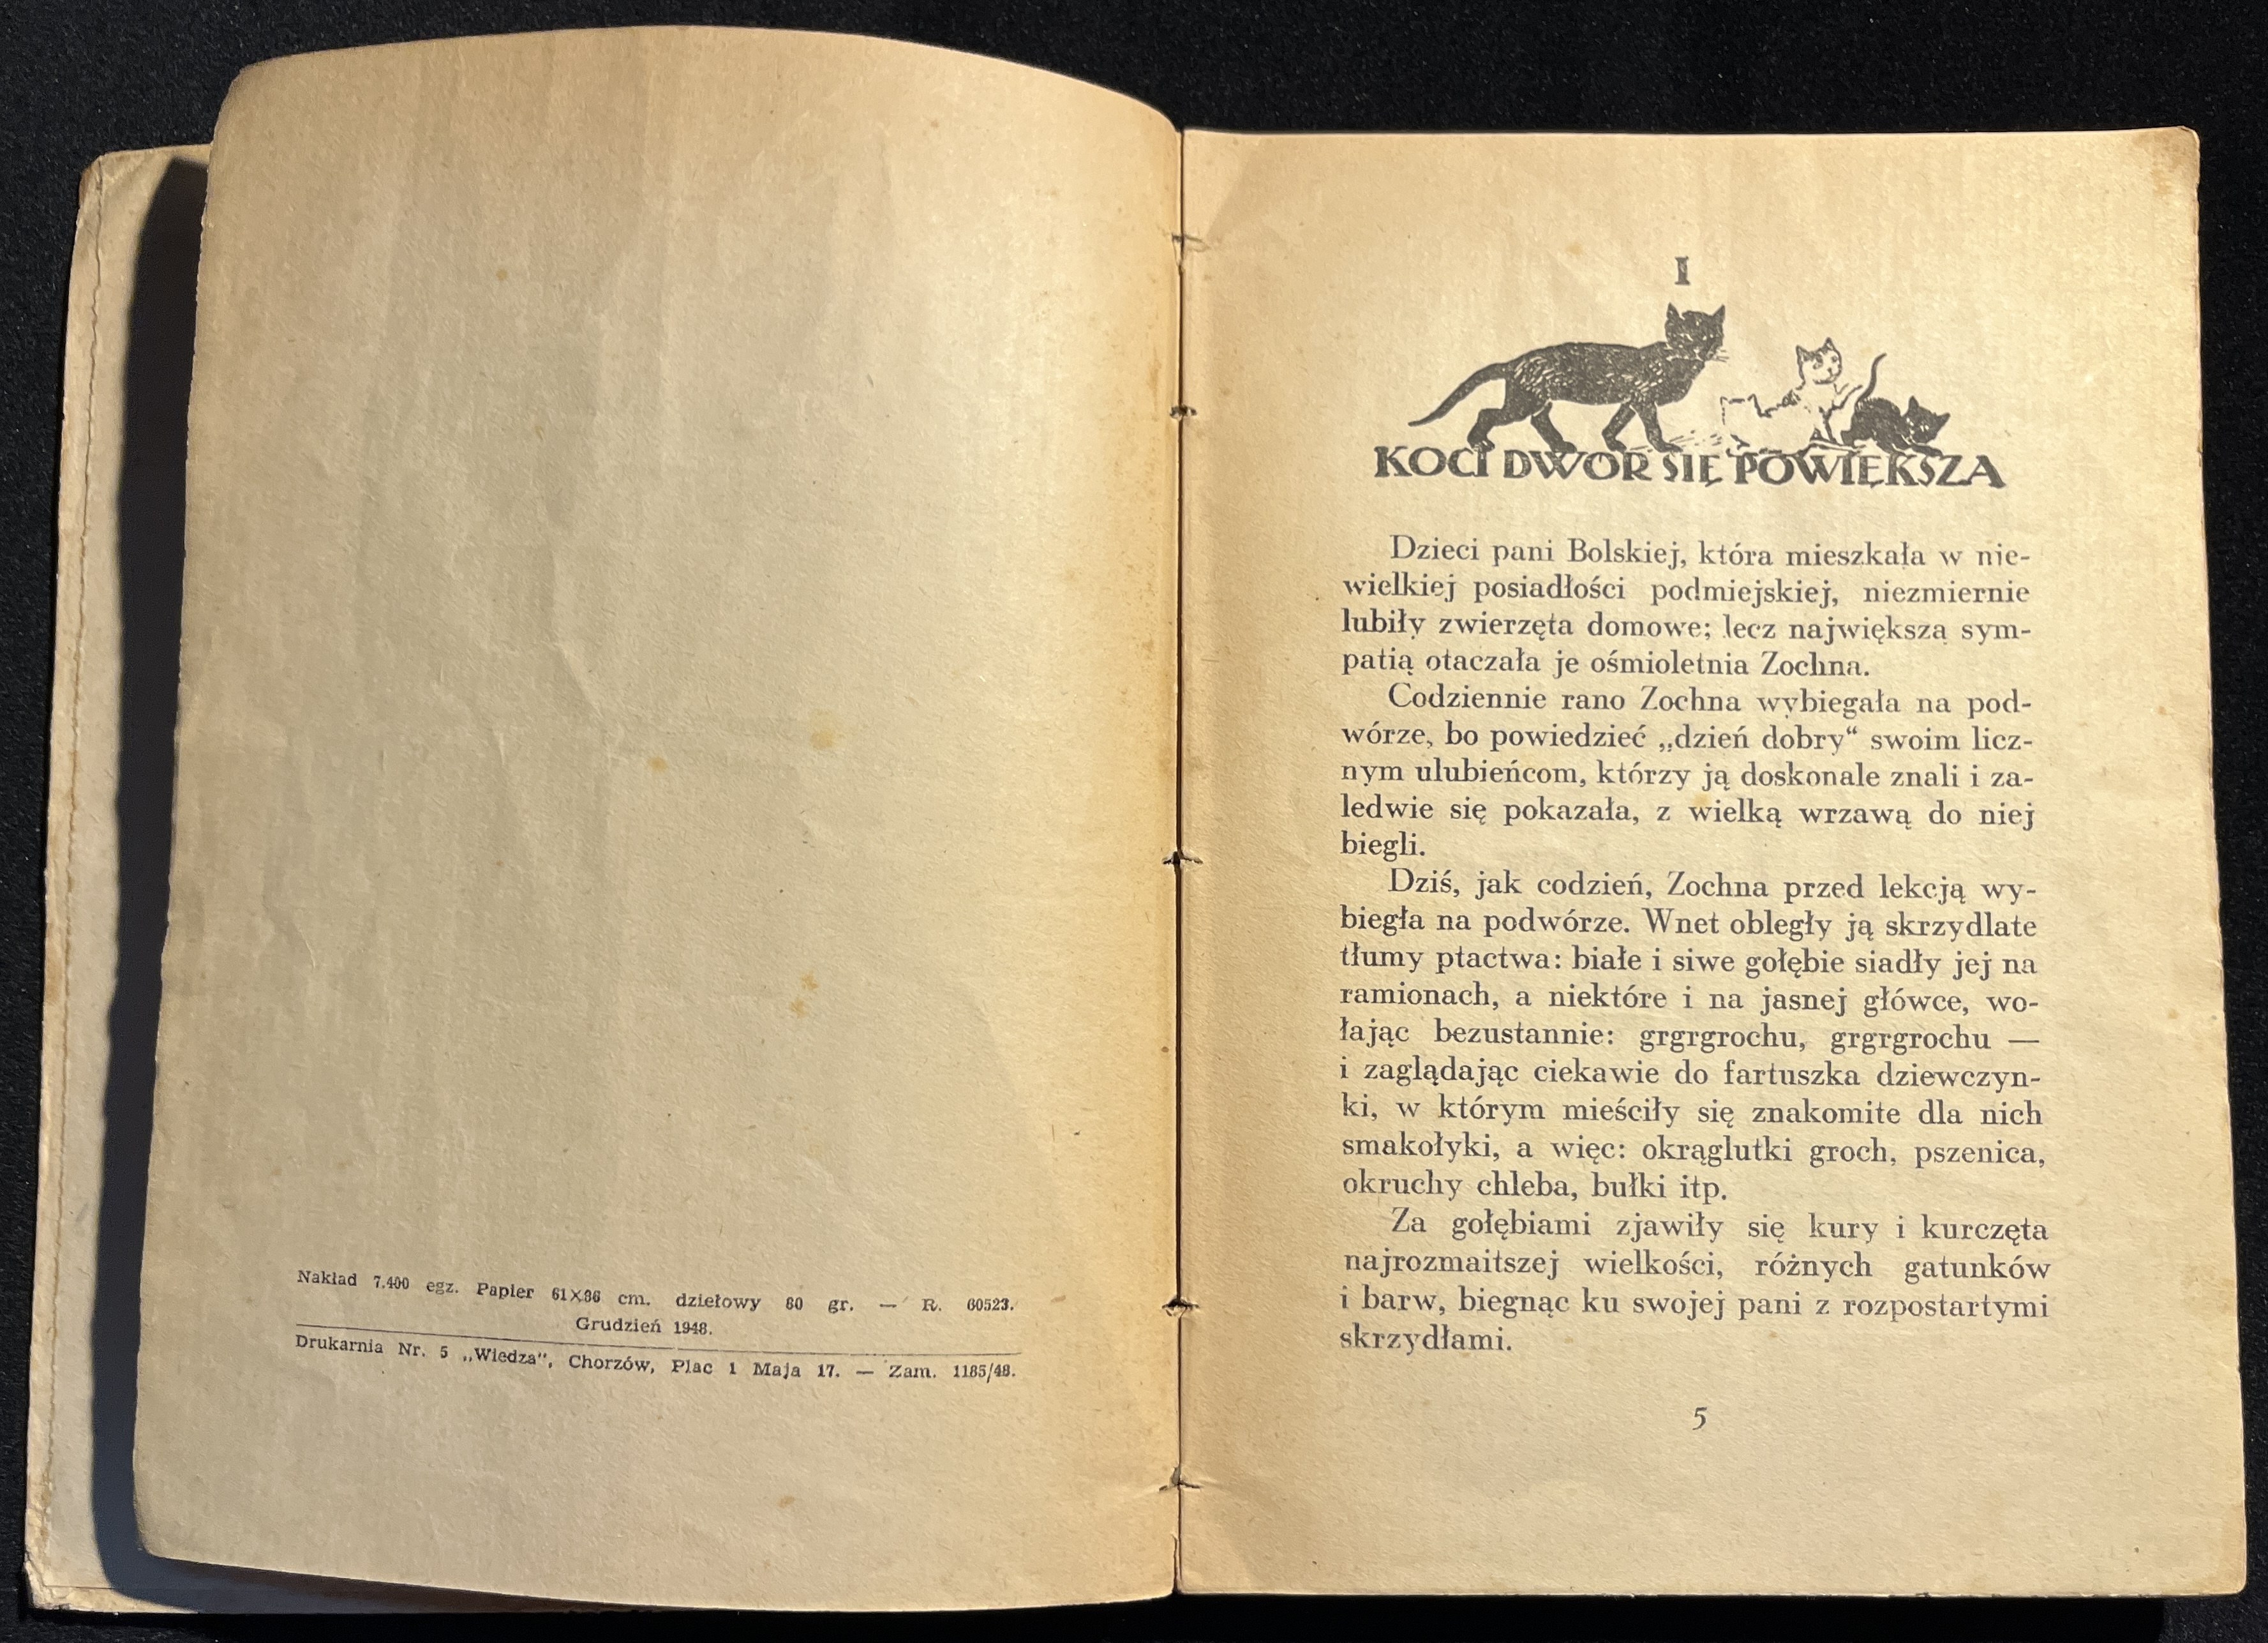 Nakład 7.400 egz. Papier 61×86 cm. dziełowy 80 gr. — R. 60523.
Grudzień 1948.
Drukarnia Nr. 5 „Wiedza”, Chorzów, Plac 1 Maja 17. — Zam. 1185/48.
I
KOCI DWÓR SIĘ POWIĘKSZA
Dzieci pani Bolskiej, która mieszkała w nie-
wielkiej posiadłości podmiejskiej, niezmiernie
lubiły zwierzęta domowe; lecz największą sym-
patią otaczała je ośmioletnia Zochna.
Codziennie rano Zochna wybiegała na pod-
wórze, bo powiedzieć „dzień dobry“ swoim licz-
nym ulubieńcom, którzy ją doskonale znali i za-
ledwie się pokazała, z wielką wrzawą do niej
biegli.
Dziś, jak codzień, Zochna przed lekcją wy-
biegła na podwórze. Wnet obległy ją skrzydlate
tłumy ptactwa: białe i siwe gołębie siadły jej na
ramionach, a niektóre i na jasnej główce, wo-
łając bezustannie: grgrgrochu, grgrgrochu —
i zaglądając ciekawie do fartuszka dziewczyn-
ki, w którym mieściły się znakomite dla nich
smakołyki, a więc: okrąglutki groch, pszenica,
okruchy chleba, bułki itp.
Za gołębiami zjawiły się kury i kurczęta
najrozmaitszej wielkości, różnych gatunków
i barw, biegnąc ku swojej pani z rozpostartymi
skrzydłami.
5